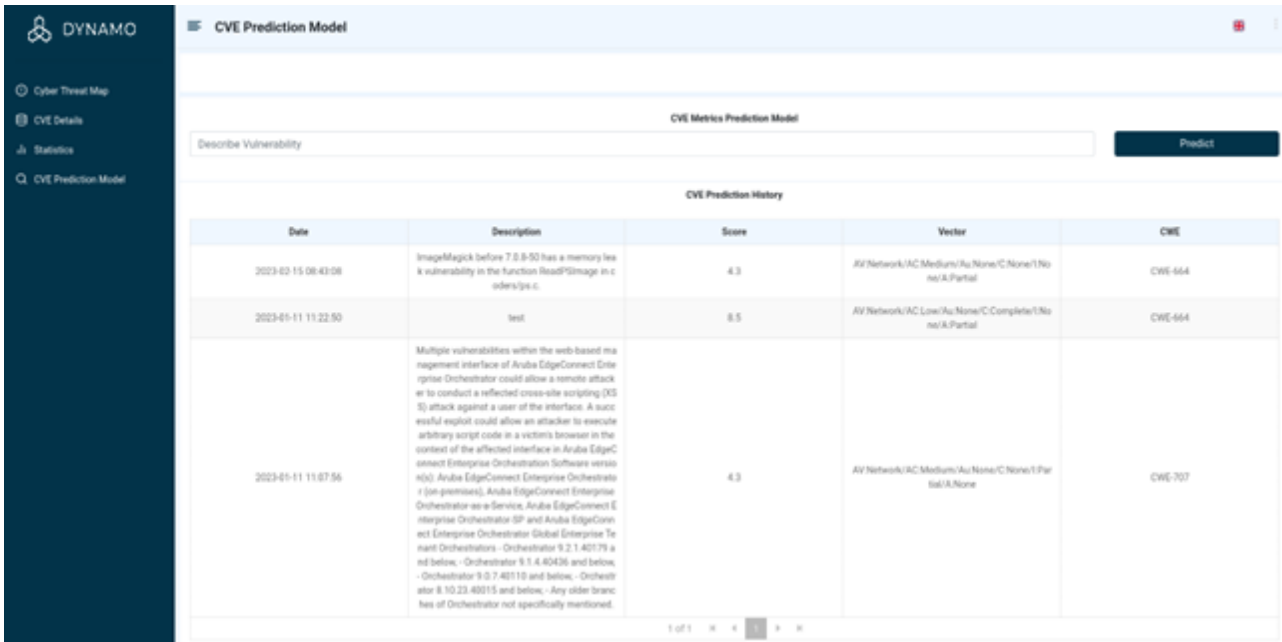 DYNAMO
CVE Prediction Model
Cyber Threat Map
CVE Details
Statistics
CVE Prediction Model
CVE Metrics Prediction Model
Describe Vulnerability
Predict
CVE Prediction History
Date
Description
Score
Vector
CWE
2023-02-15 08:43:08
ImageMagick before 7.0.8-50 has a memory lea
k vulnerability in the function ReadPSImage in c
oders/ps.c.
4.3
AV:Network/AC:Medium/Au:None/C:None/I:No
ne/A:Partial
CWE-664
2023-01-11 11:22:50
test
8.5
AV:Network/AC:Low/Au:None/C:Complete/I:No
ne/A:Partial
CWE-664
2023-01-11 11:07:56
Multiple vulnerabilities within the web-based ma
nagement interface of Aruba EdgeConnect Ente
rprise Orchestrator could allow a remote attack
er to conduct a reflected cross-site scripting (XS
S) attack against a user of the interface. A succ
essful exploit could allow an attacker to execute
arbitrary script code in a victim's browser in the
context of the affected interface in Aruba EdgeC
onnect Enterprise Orchestration Software versio
n(s): Aruba EdgeConnect Enterprise Orchestrato
r (on-premises), Aruba EdgeConnect Enterprise
Orchestrator-as-a-Service, Aruba EdgeConnect E
nterprise Orchestrator-SP and Aruba EdgeConn
ect Enterprise Orchestrator Global Enterprise Te
nant Orchestrators - Orchestrator 9.2.1.40179 a
nd below, - Orchestrator 9.1.4.40436 and below,
- Orchestrator 9.0.7.40110 and below, - Orchestr
ator 8.10.23.40015 and below, - Any older branc
hes of Orchestrator not specifically mentioned.
4.3
AV:Network/AC:Medium/Au:None/C:None/I:Par
tial/A:None
CWE-707
1 of 1
1